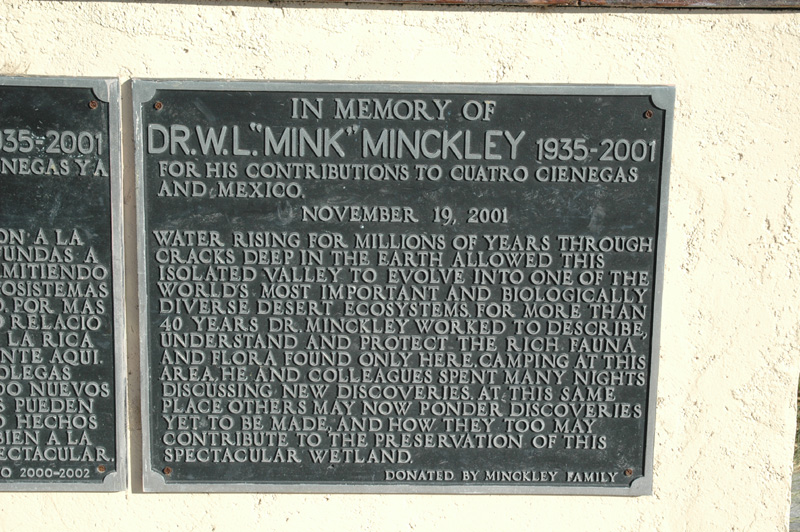 35-2001
NEGAS YA
ON A LA
UNDAS A
MITIENDO
OSISTEMAS
O POR MAS
O RELACIO
LA RICA
NTE AQUI.
OLEGAS
DO NUEVOS
S PUEDEN
O HECHOS
BIEN A LA
ECTACULAR.
O 2000-2002
IN MEMORY OF
DR.W.L."MINK" MINCKLEY 1935-2001
FOR HIS CONTRIBUTIONS TO CUATRO CIENEGAS
AND MEXICO.
NOVEMBER 19, 2001
WATER RISING FOR MILLIONS OF YEARS THROUGH
CRACKS DEEP IN THE EARTH ALLOWED THIS
ISOLATED VALLEY TO EVOLVE INTO ONE OF THE
WORLD'S MOST IMPORTANT AND BIOLOGICALLY
DIVERSE DESERT ECOSYSTEMS. FOR MORE THAN
40 YEARS DR. MINCKLEY WORKED TO DESCRIBE,
UNDERSTAND AND PROTECT THE RICH FAUNA
AND FLORA FOUND ONLY HERE. CAMPING AT THIS
AREA, HE AND COLLEAGUES SPENT MANY NIGHTS
DISCUSSING NEW DISCOVERIES. AT THIS SAME
PLACE OTHERS MAY NOW PONDER DISCOVERIES
YET TO BE MADE, AND HOW THEY TOO MAY
CONTRIBUTE TO THE PRESERVATION OF THIS
SPECTACULAR WETLAND.
DONATED BY MINCKLEY FAMILY